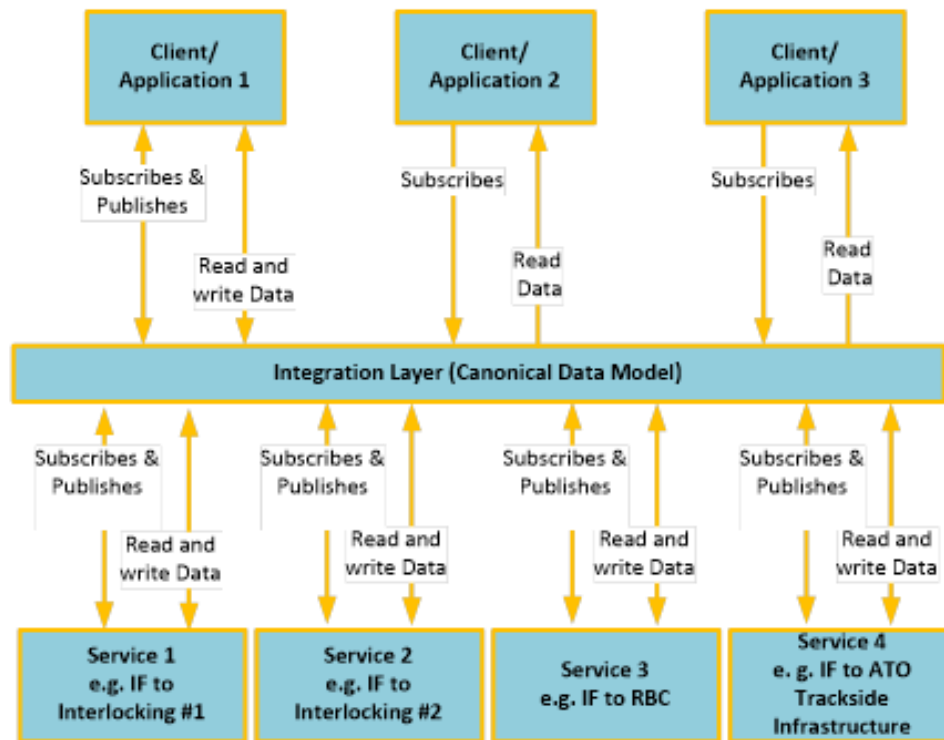 Client/
Application 1
Client/
Application 2
Client/
Application 3
Subscribes &
Publishes
Subscribes
Subscribes
Read and
write Data
Read
Data
Read
Data
Integration Layer (Canonical Data Model)
Subscribes &
Publishes
Subscribes &
Publishes
Subscribes &
Publishes
Subscribes &
Publishes
Read and
write Data
Read and
write Data
Read and
write Data
Read and
write Data
Service 1
e.g. IF to
Interlocking #1
Service 2
e.g. IF to
Interlocking #2
Service 3
e.g. IF to RBC
Service 4
e. g. IF to ATO
Trackside
Infrastructure